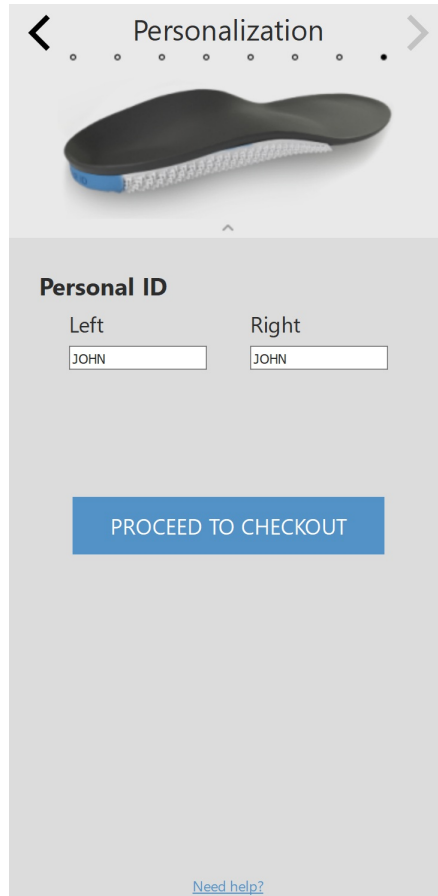 Personalization
Personal ID
Left Right
JOHN JOHN
PROCEED TO CHECKOUT
Need help?